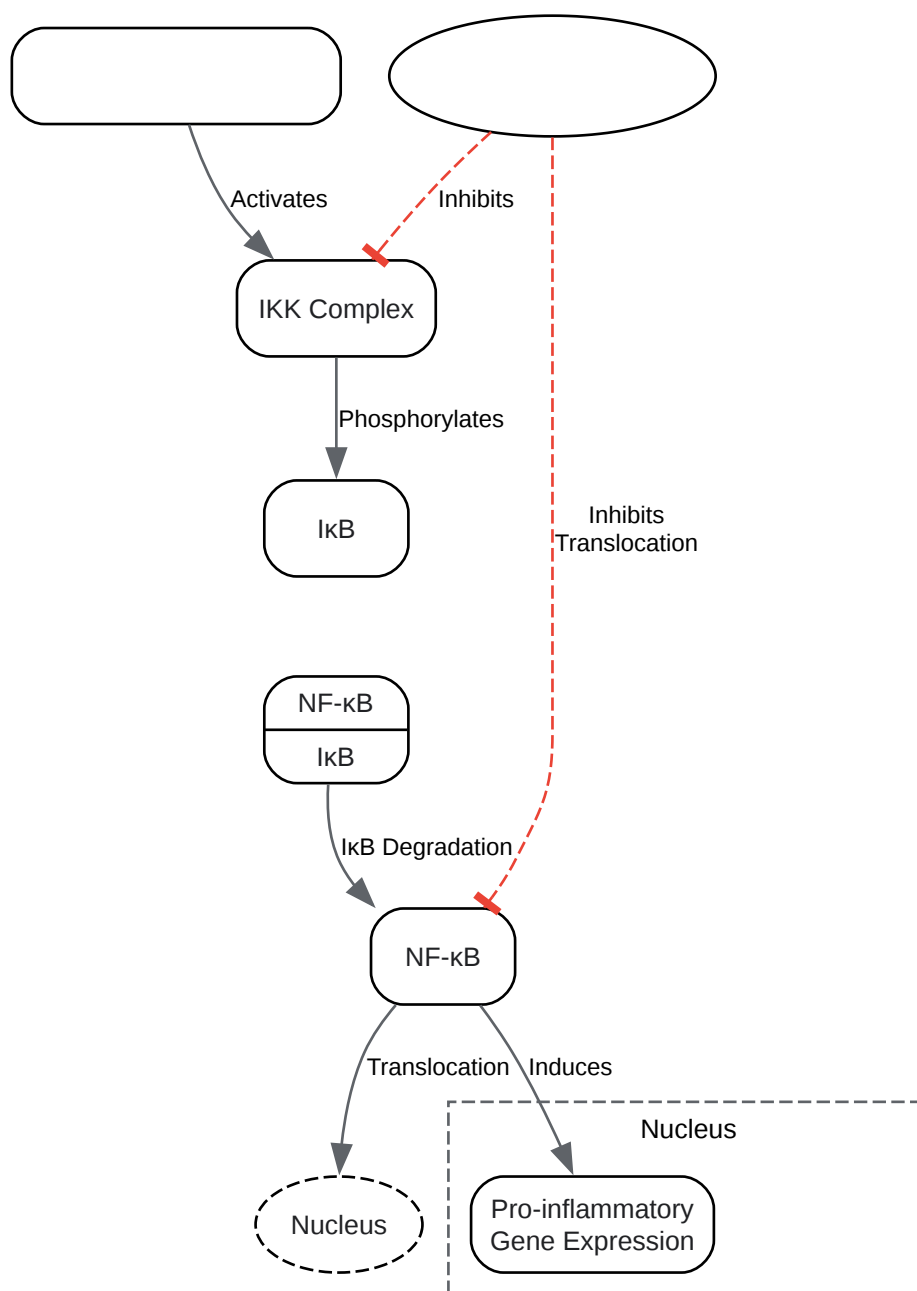 Activates
Inhibits
IKK Complex
Phosphorylates
IκB
Inhibits
Translocation
NF-κB
IκB
IκB Degradation
NF-κB
Translocation
Induces
Nucleus
Nucleus
Pro-inflammatory
Gene Expression